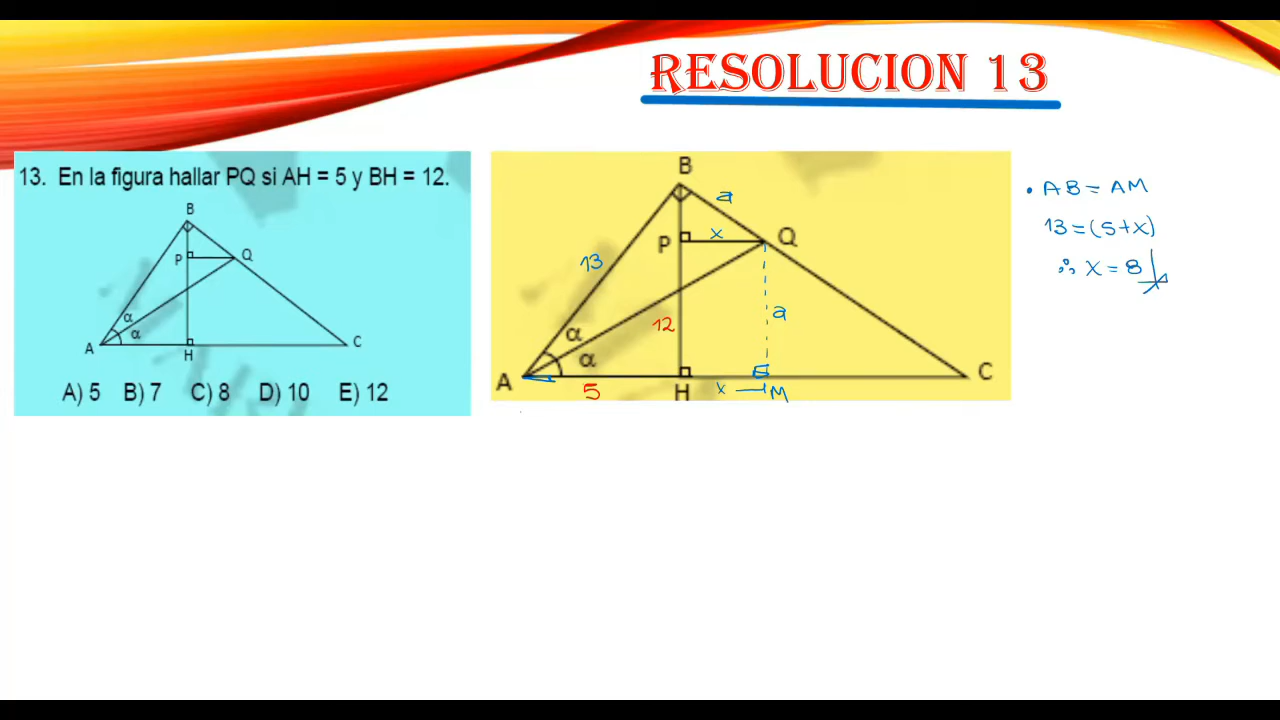 RESOLUCION 13
13. En la figura hallar PQ si AH = 5 y BH = 12.
B
P
Q
α
α
A
H
C
A) 5 B) 7 C) 8 D) 10 E) 12
B
a
P
x
Q
13
α
12
a
α
A
C
5
H
x
M
• AB = AM
13 = (5+x)
∴ x = 8